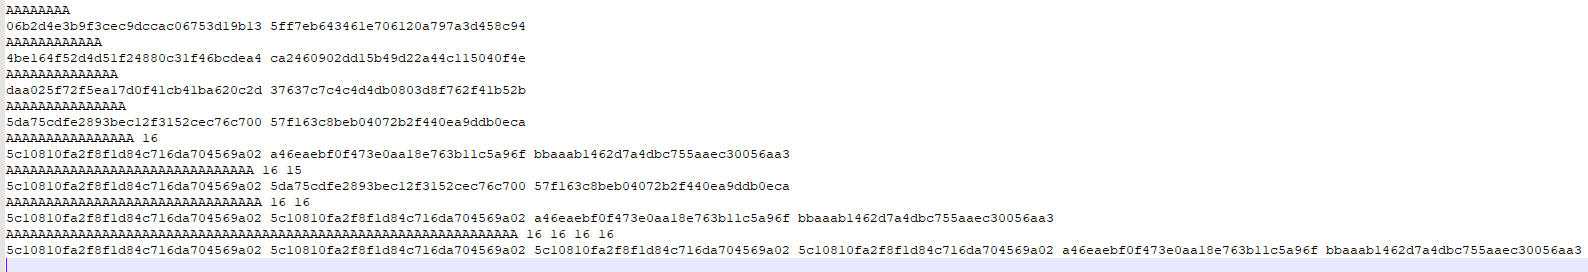 AAAAAAAA
06b2d4e3b9f3cec9dccac06753d19b13 5ff7eb643461e706120a797a3d458c94
AAAAAAAAAAAA
4be164f52d4d51f24880c31f46bcdea4 ca2460902dd15b49d22a44c115040f4e
AAAAAAAAAAAAAA
daa025f72f5ea17d0f41cb41ba620c2d 37637c7c4c4d4db0803d8f762f41b52b
AAAAAAAAAAAAAAA
5da75cdfe2893bec12f3152cec76c700 57f163c8beb04072b2f440ea9ddb0eca
AAAAAAAAAAAAAAAA 16
5c10810fa2f8f1d84c716da704569a02 a46eaebf0f473e0aa18e763b11c5a96f bbaaab1462d7a4dbc755aaec30056aa3
AAAAAAAAAAAAAAAAAAAAAAAAAAAAAAA 16 15
5c10810fa2f8f1d84c716da704569a02 5da75cdfe2893bec12f3152cec76c700 57f163c8beb04072b2f440ea9ddb0eca
AAAAAAAAAAAAAAAAAAAAAAAAAAAAAAAA 16 16
5c10810fa2f8f1d84c716da704569a02 5c10810fa2f8f1d84c716da704569a02 a46eaebf0f473e0aa18e763b11c5a96f bbaaab1462d7a4dbc755aaec30056aa3
AAAAAAAAAAAAAAAAAAAAAAAAAAAAAAAAAAAAAAAAAAAAAAAAAAAAAAAAAAAAAAAA 16 16 16 16
5c10810fa2f8f1d84c716da704569a02 5c10810fa2f8f1d84c716da704569a02 5c10810fa2f8f1d84c716da704569a02 5c10810fa2f8f1d84c716da704569a02 a46eaebf0f473e0aa18e763b11c5a96f bbaaab1462d7a4dbc755aaec30056aa3